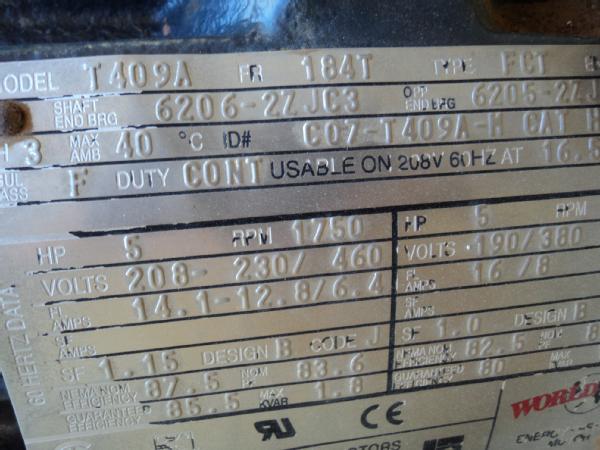 MODEL T409A FR 184T TYPE FCT
SHAFT END BRG 6206-2ZJC3 OPP END BRG 6205-2ZJ
H 3 MAX AMB 40 °C ID# C07-T409A-M CAT H
F DUTY CONT USABLE ON 208V 60HZ AT 16.5
60 HERTZ DATA
HP 5 RPM 1750
VOLTS 208- 230/ 460
FL AMPS 14.1-12.8/6.4
SF AMPS
SF 1.15 DESIGN B CODE J
NEMA NOM EFFICIENCY 87.5 NOM PF 83.6
GUARANTEED EFFICIENCY 85.5 MAX KVAR 1.8
HP 5 RPM
VOLTS 190/380
FL AMPS 16/8
SF AMPS
SF 1.0 DESIGN B
NEMA NOM EFFICIENCY 82.5
GUARANTEED EFFICIENCY 80
CE
WORLD